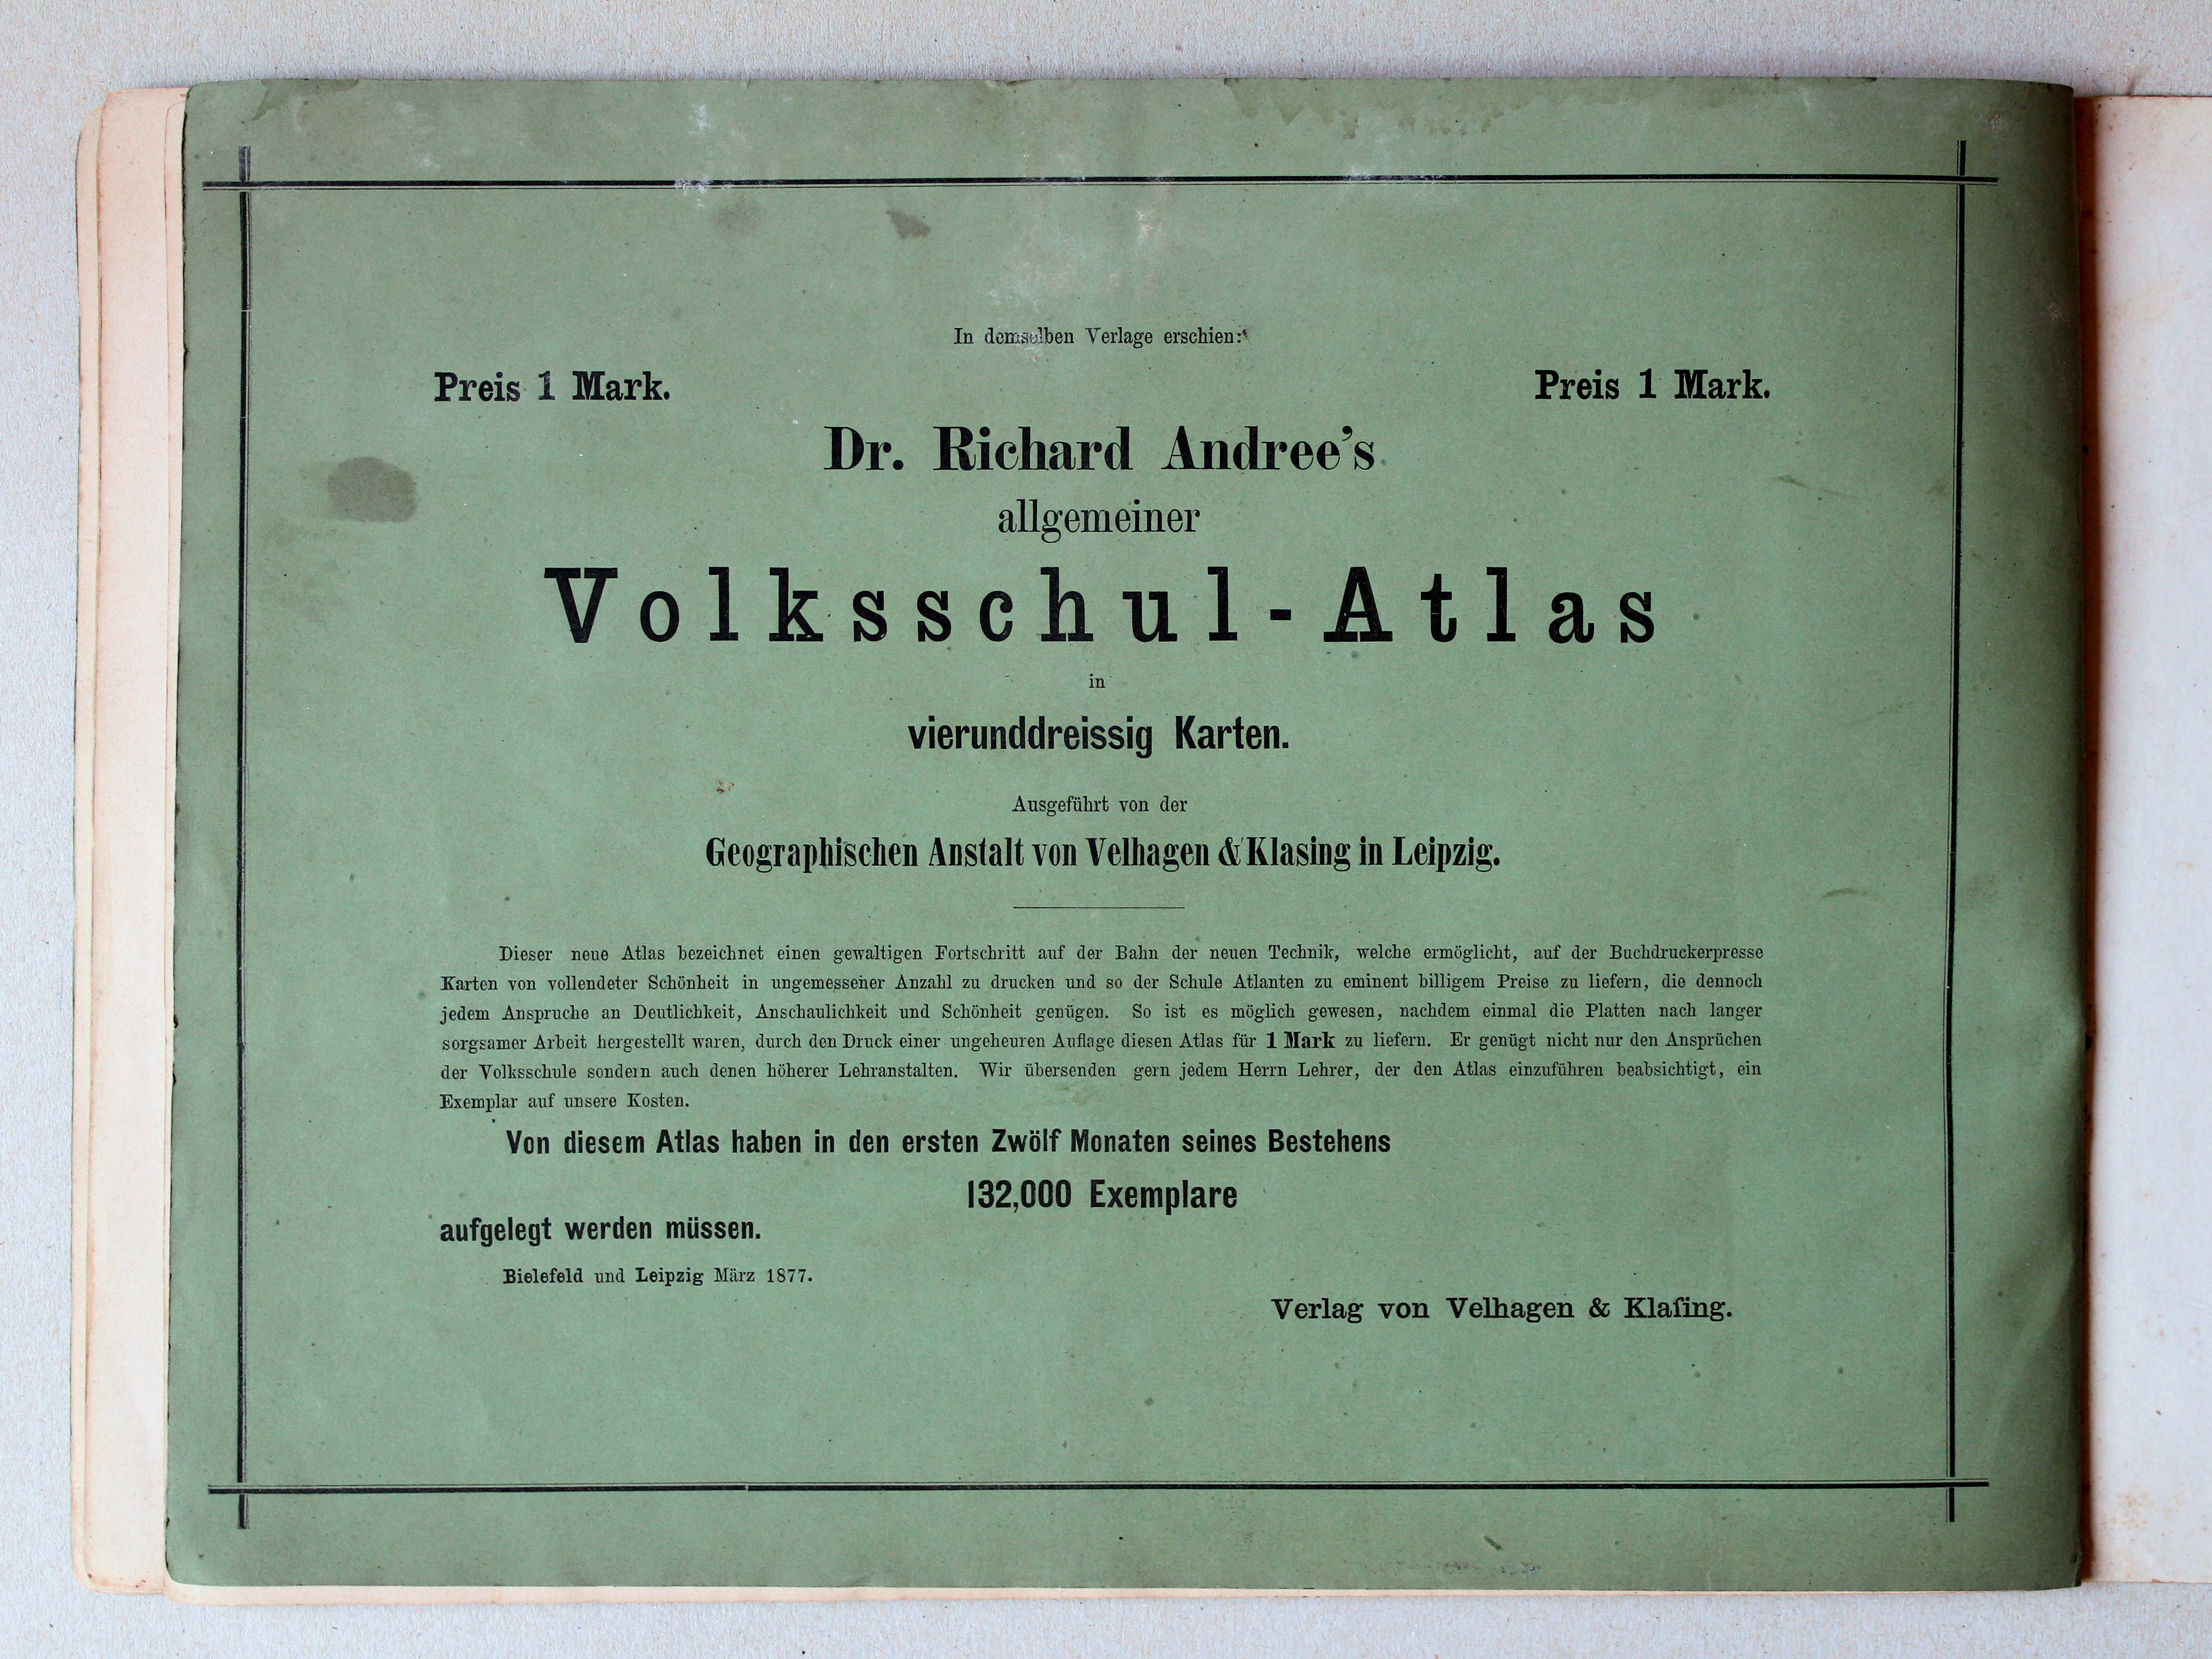 In demselben Verlage erschien:
Preis 1 Mark. Preis 1 Mark.
Dr. Richard Andree's
allgemeiner
Volksschul-Atlas
in
vierunddreissig Karten.
Ausgeführt von der
Geographischen Anstalt von Velhagen & Klasing in Leipzig.
Dieser neue Atlas bezeichnet einen gewaltigen Fortschritt auf der Bahn der neuen Technik, welche ermöglicht, auf der Buchdruckerpresse
Karten von vollendeter Schönheit in ungemessener Anzahl zu drucken und so der Schule Atlanten zu eminent billigem Preise zu liefern, die dennoch
jedem Anspruche an Deutlichkeit, Anschaulichkeit und Schönheit genügen. So ist es möglich gewesen, nachdem einmal die Platten nach langer
sorgsamer Arbeit hergestellt waren, durch den Druck einer ungeheuren Auflage diesen Atlas für 1 Mark zu liefern. Er genügt nicht nur den Ansprüchen
der Volksschule sondern auch denen höherer Lehranstalten. Wir übersenden gern jedem Herrn Lehrer, der den Atlas einzuführen beabsichtigt, ein
Exemplar auf unsere Kosten.
Von diesem Atlas haben in den ersten Zwölf Monaten seines Bestehens
132,000 Exemplare
aufgelegt werden müssen.
Bielefeld und Leipzig März 1877.
Verlag von Velhagen & Klaſing.